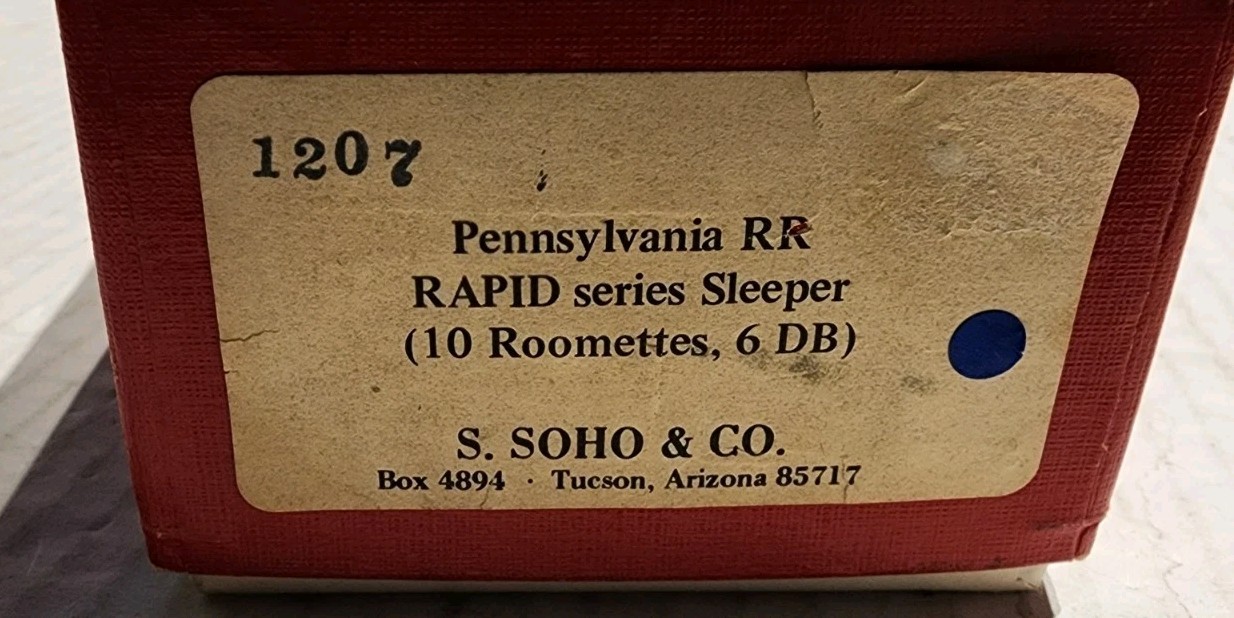 1207
Pennsylvania RR
RAPID series Sleeper
(10 Roomettes, 6 DB)
S. SOHO & CO.
Box 4894 · Tucson, Arizona 85717